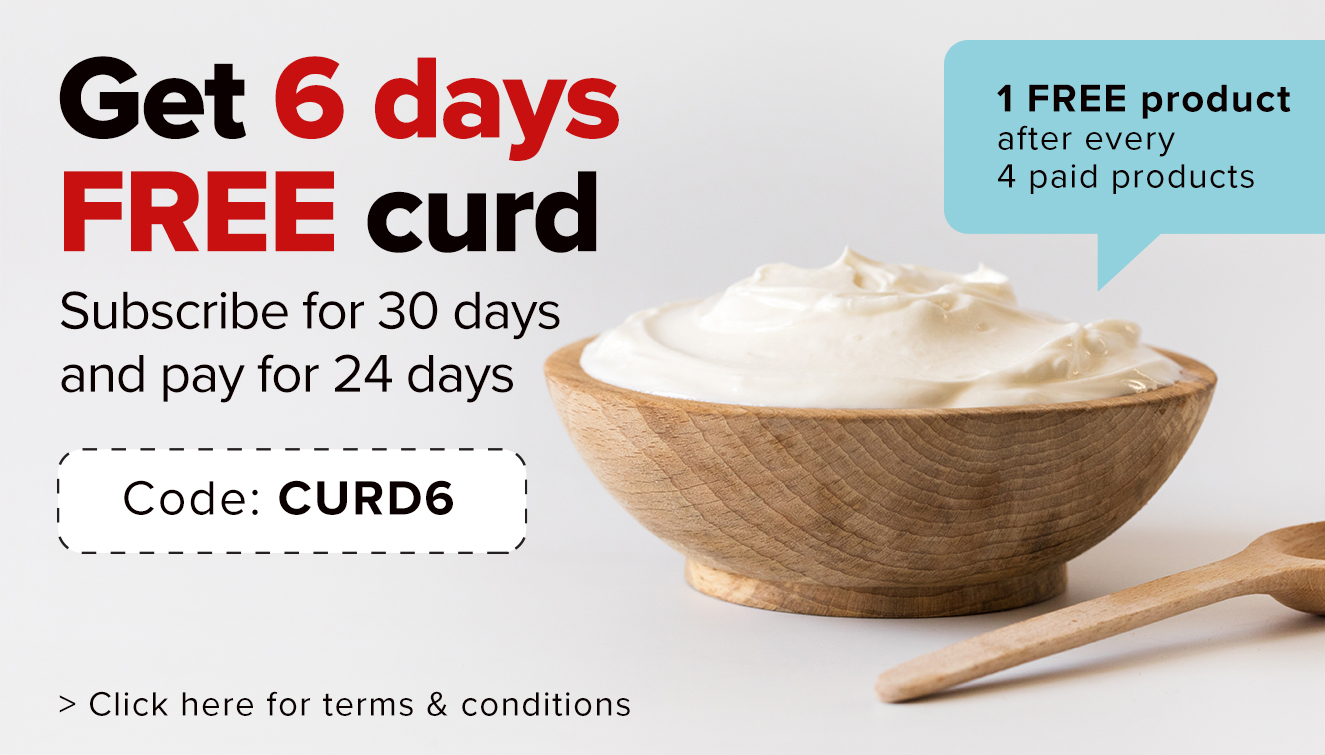 Get 6 days
FREE curd
Subscribe for 30 days
and pay for 24 days
Code: CURD6
> Click here for terms & conditions
1 FREE product
after every
4 paid products